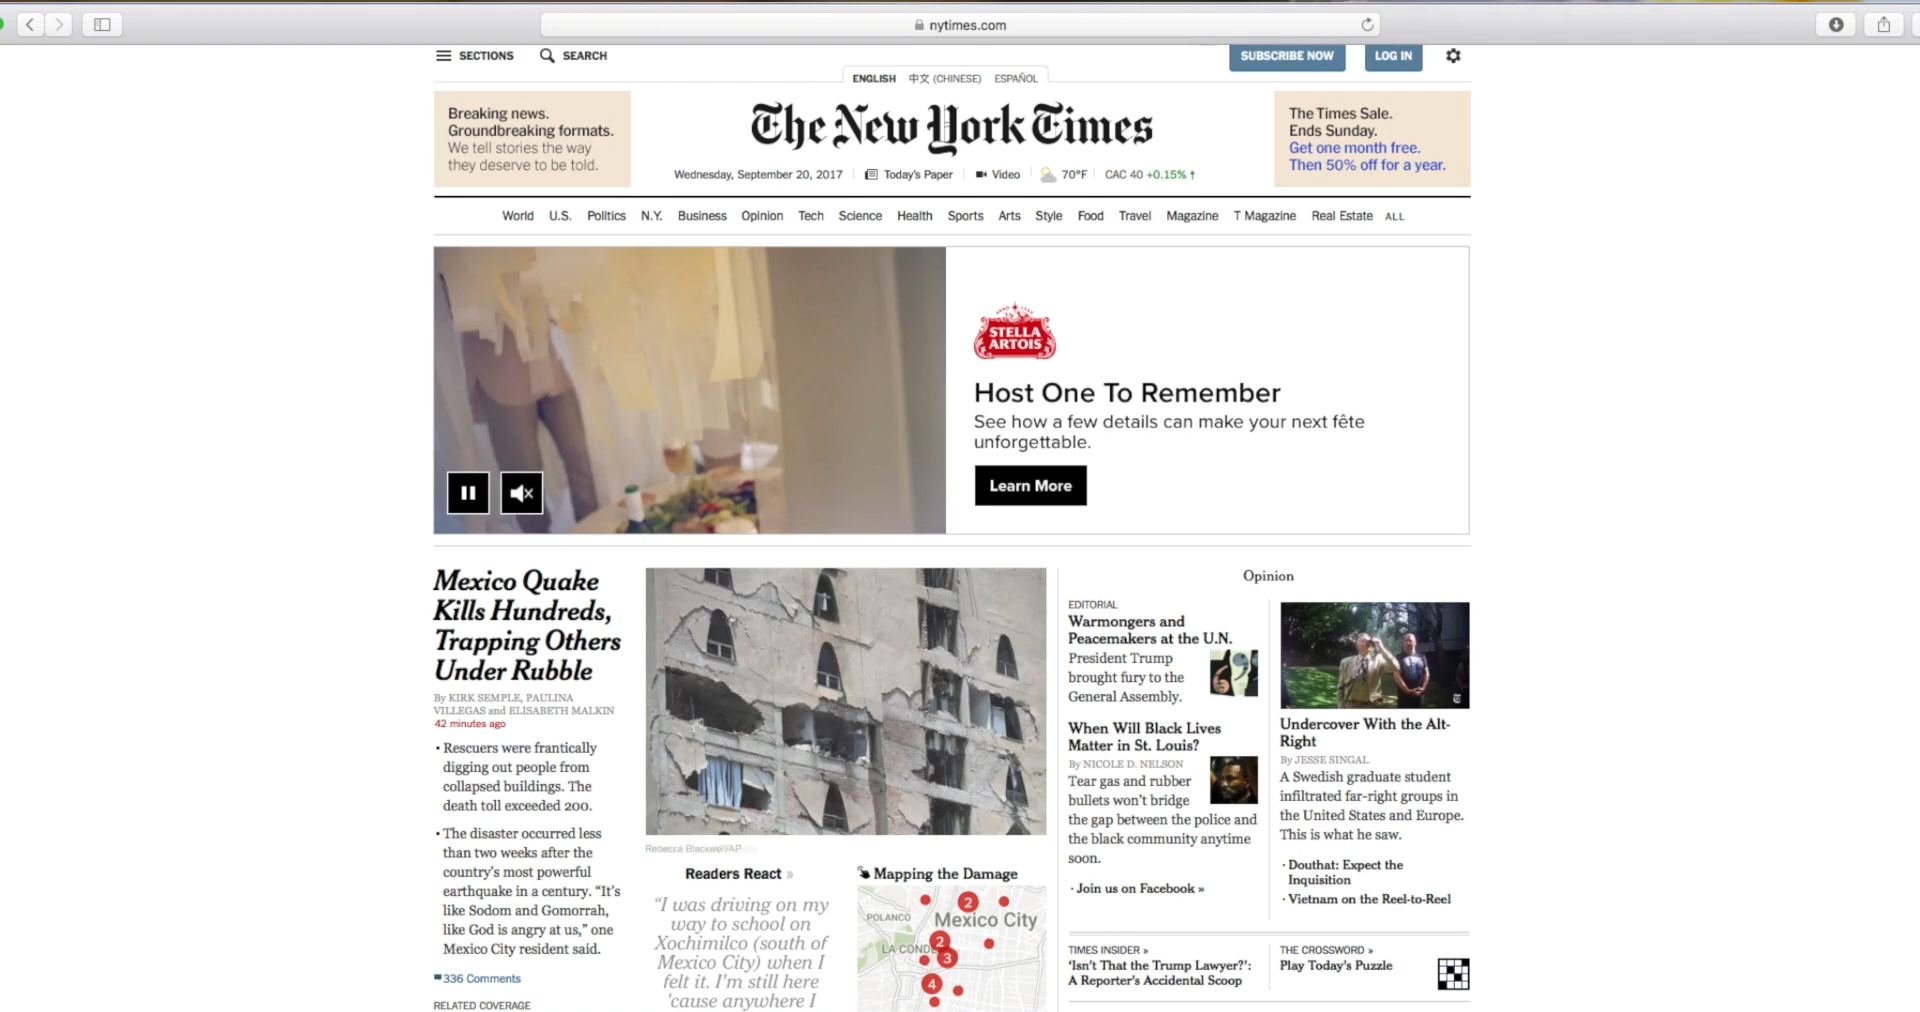 nytimes.com
SECTIONS
SEARCH
SUBSCRIBE NOW
LOG IN
ENGLISH 中文 (CHINESE) ESPAÑOL
Breaking news.
Groundbreaking formats.
We tell stories the way
they deserve to be told.
The New York Times
The Times Sale.
Ends Sunday.
Get one month free.
Then 50% off for a year.
Wednesday, September 20, 2017
Today's Paper
Video
70°F
CAC 40 +0.15% ↑
World U.S. Politics N.Y. Business Opinion Tech Science Health Sports Arts Style Food Travel Magazine T Magazine Real Estate ALL
STELLA
ARTOIS
Host One To Remember
See how a few details can make your next fête
unforgettable.
Learn More
Mexico Quake
Kills Hundreds,
Trapping Others
Under Rubble
By KIRK SEMPLE, PAULINA
VILLEGAS and ELISABETH MALKIN
42 minutes ago
· Rescuers were frantically
digging out people from
collapsed buildings. The
death toll exceeded 200.
· The disaster occurred less
than two weeks after the
country's most powerful
earthquake in a century. “It's
like Sodom and Gomorrah,
like God is angry at us,” one
Mexico City resident said.
336 Comments
RELATED COVERAGE
Rebecca Blackwell/AP
Readers React »
“I was driving on my
way to school on
Xochimilco (south of
Mexico City) when I
felt it. I'm still here
'cause anywhere I
Mapping the Damage
POLANCO
Mexico City
LA CONDE
2
2
3
4
Opinion
EDITORIAL
Warmongers and
Peacemakers at the U.N.
President Trump
brought fury to the
General Assembly.
When Will Black Lives
Matter in St. Louis?
By NICOLE D. NELSON
Tear gas and rubber
bullets won't bridge
the gap between the police and
the black community anytime
soon.
· Join us on Facebook »
Undercover With the Alt-
Right
By JESSE SINGAL
A Swedish graduate student
infiltrated far-right groups in
the United States and Europe.
This is what he saw.
· Douthat: Expect the
Inquisition
· Vietnam on the Reel-to-Reel
TIMES INSIDER »
‘Isn't That the Trump Lawyer?’:
A Reporter's Accidental Scoop
THE CROSSWORD »
Play Today's Puzzle